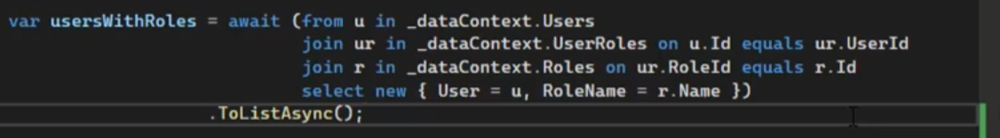 var usersWithRoles = await (from u in _dataContext.Users
join ur in _dataContext.UserRoles on u.Id equals ur.UserId
join r in _dataContext.Roles on ur.RoleId equals r.Id
select new { User = u, RoleName = r.Name })
.ToListAsync();